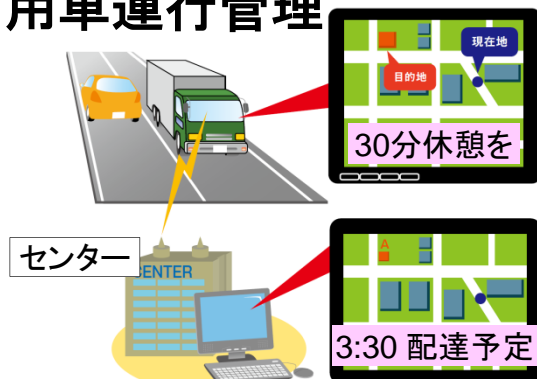 用車運行管理
現在地
目的地
30分休憩を
センター
CENTER
A
3:30 配達予定